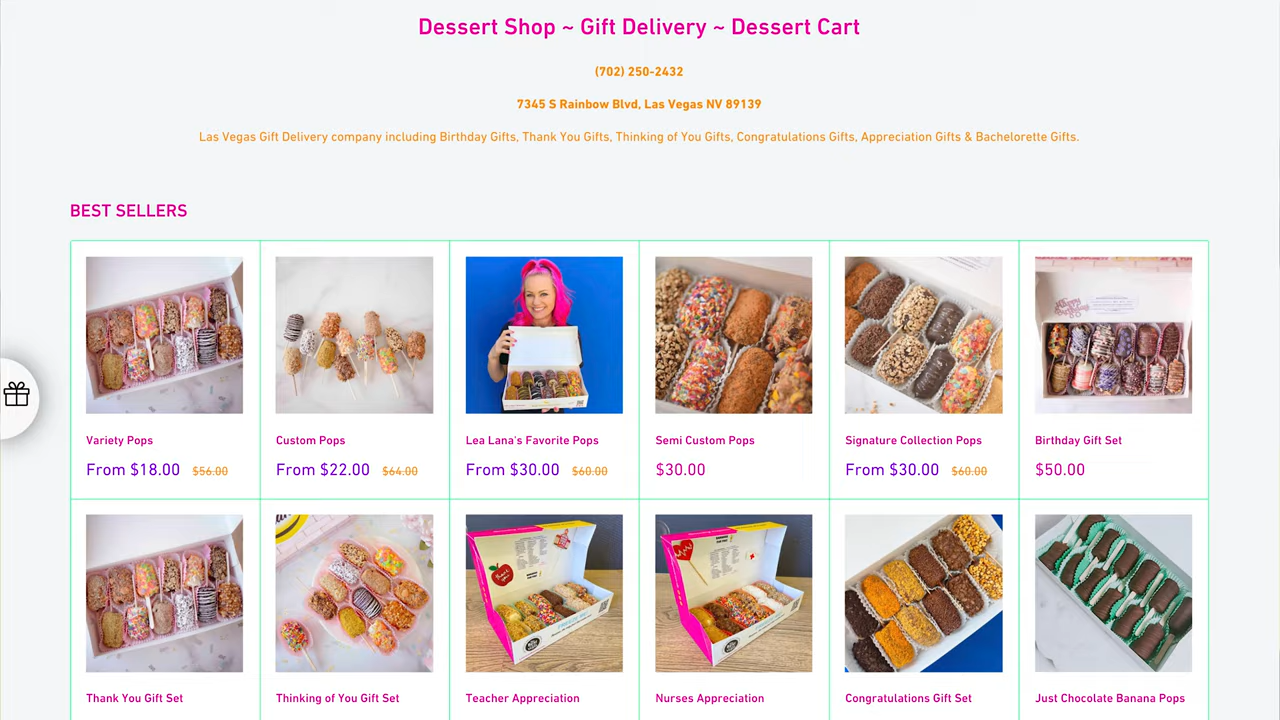 Dessert Shop ~ Gift Delivery ~ Dessert Cart
(702) 250-2432
7345 S Rainbow Blvd, Las Vegas NV 89139
Las Vegas Gift Delivery company including Birthday Gifts, Thank You Gifts, Thinking of You Gifts, Congratulations Gifts, Appreciation Gifts & Bachelorette Gifts.
BEST SELLERS
Variety Pops
From $18.00 $56.00
Custom Pops
From $22.00 $64.00
Lea Lana's Favorite Pops
From $30.00 $60.00
Semi Custom Pops
$30.00
Signature Collection Pops
From $30.00 $60.00
Birthday Gift Set
$50.00
Thank You Gift Set
Thinking of You Gift Set
Teacher Appreciation
Nurses Appreciation
Congratulations Gift Set
Just Chocolate Banana Pops